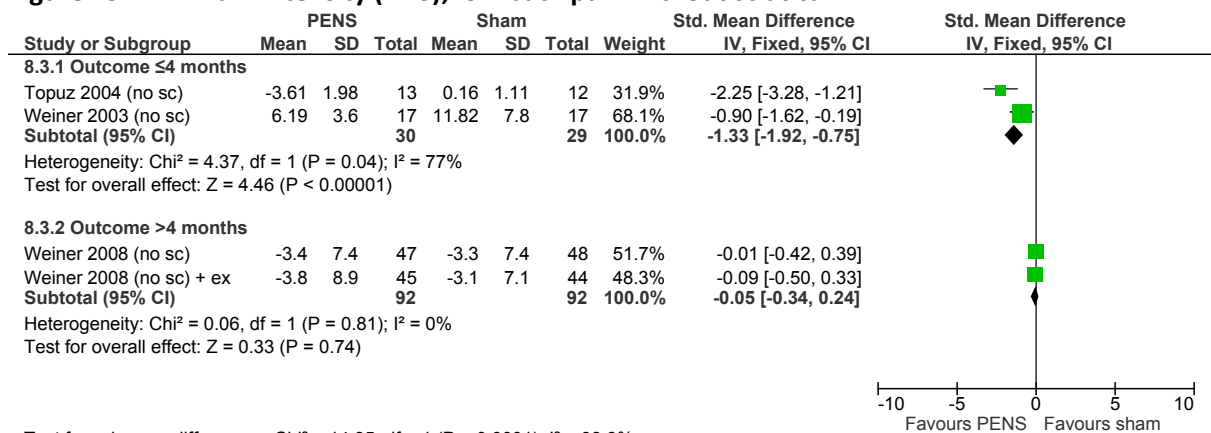 PENS Sham Std. Mean Difference Std. Mean Difference
Study or Subgroup Mean SD Total Mean SD Total Weight IV, Fixed, 95% CI IV, Fixed, 95% CI
8.3.1 Outcome ≤4 months
Topuz 2004 (no sc) -3.61 1.98 13 0.16 1.11 12 31.9% -2.25 [-3.28, -1.21]
Weiner 2003 (no sc) 6.19 3.6 17 11.82 7.8 17 68.1% -0.90 [-1.62, -0.19]
Subtotal (95% CI) 30 29 100.0% -1.33 [-1.92, -0.75]
Heterogeneity: Chi² = 4.37, df = 1 (P = 0.04); I² = 77%
Test for overall effect: Z = 4.46 (P < 0.00001)
8.3.2 Outcome >4 months
Weiner 2008 (no sc) -3.4 7.4 47 -3.3 7.4 48 51.7% -0.01 [-0.42, 0.39]
Weiner 2008 (no sc) + ex -3.8 8.9 45 -3.1 7.1 44 48.3% -0.09 [-0.50, 0.33]
Subtotal (95% CI) 92 92 100.0% -0.05 [-0.34, 0.24]
Heterogeneity: Chi² = 0.06, df = 1 (P = 0.81); I² = 0%
Test for overall effect: Z = 0.33 (P = 0.74)
-10 -5 0 5 10
Favours PENS Favours sham